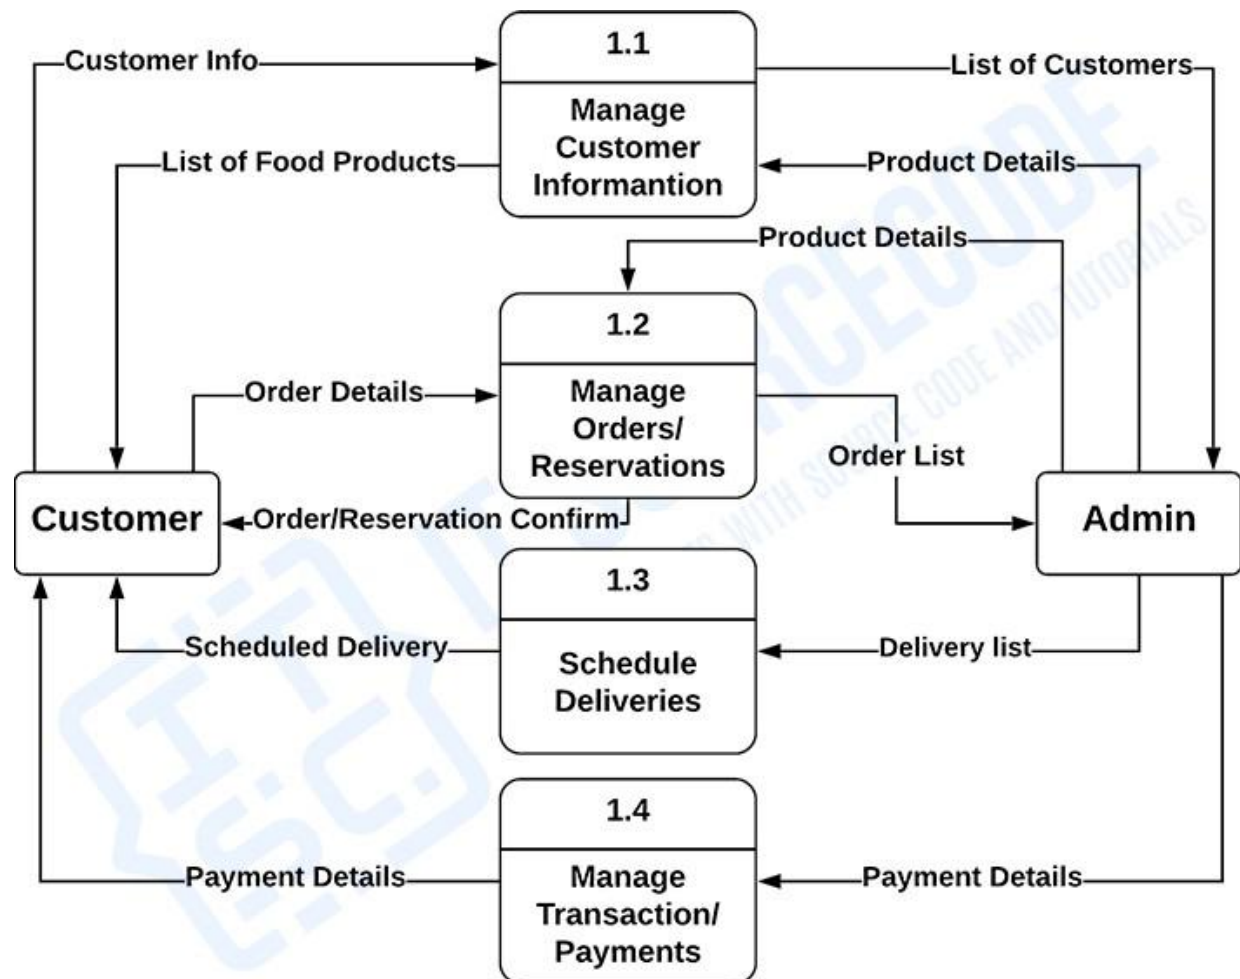 1.1
Customer Info
List of Customers
Manage
Customer
Informantion
List of Food Products
Product Details
Product Details
1.2
Order Details
Manage
Orders/
Reservations
Order List
Customer
Order/Reservation Confirm
Admin
1.3
Scheduled Delivery
Schedule
Deliveries
Delivery list
1.4
Payment Details
Manage
Transaction/
Payments
Payment Details